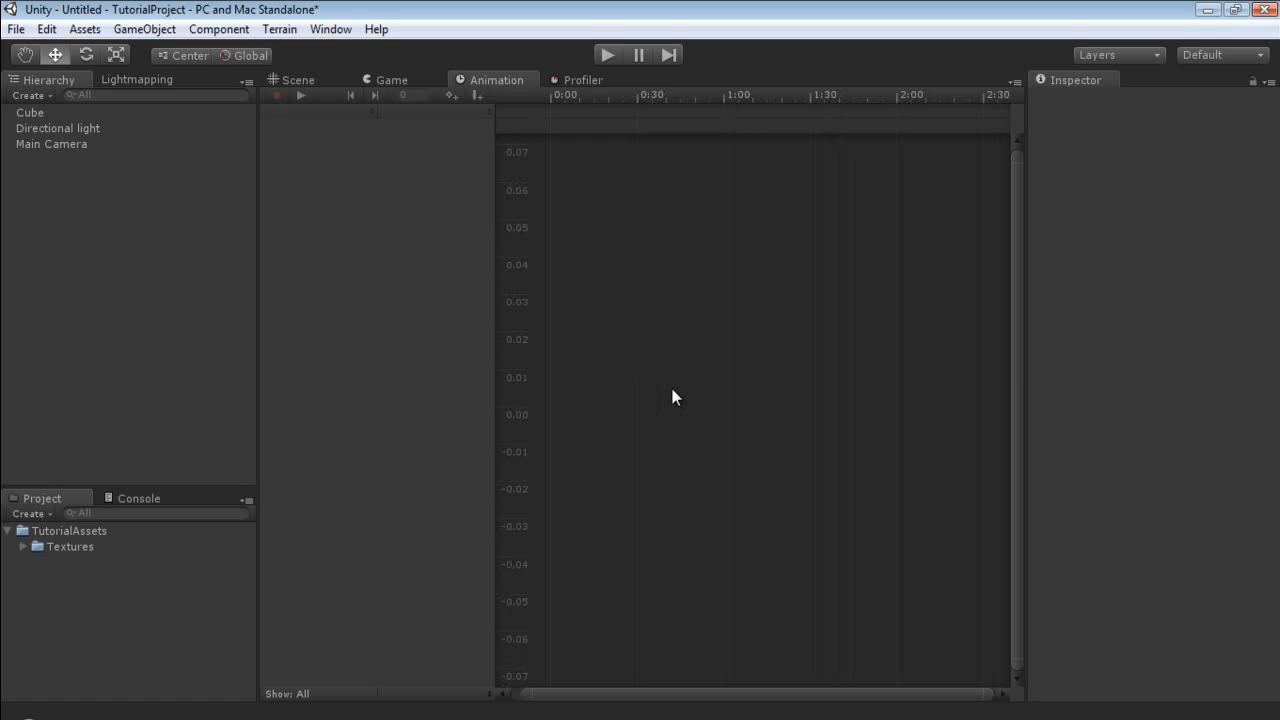 Unity - Untitled - TutorialProject - PC and Mac Standalone*
File Edit Assets GameObject Component Terrain Window Help
Center Global Layers Default
Hierarchy Lightmapping Scene Game Animation Profiler Inspector
Create All 0 0:00 0:30 1:00 1:30 2:00 2:30
Cube
Directional light
Main Camera
0.07
0.06
0.05
0.04
0.03
0.02
0.01
0.00
-0.01
-0.02
-0.03
-0.04
-0.05
-0.06
-0.07
Project Console
Create All
TutorialAssets
Textures
Show: All